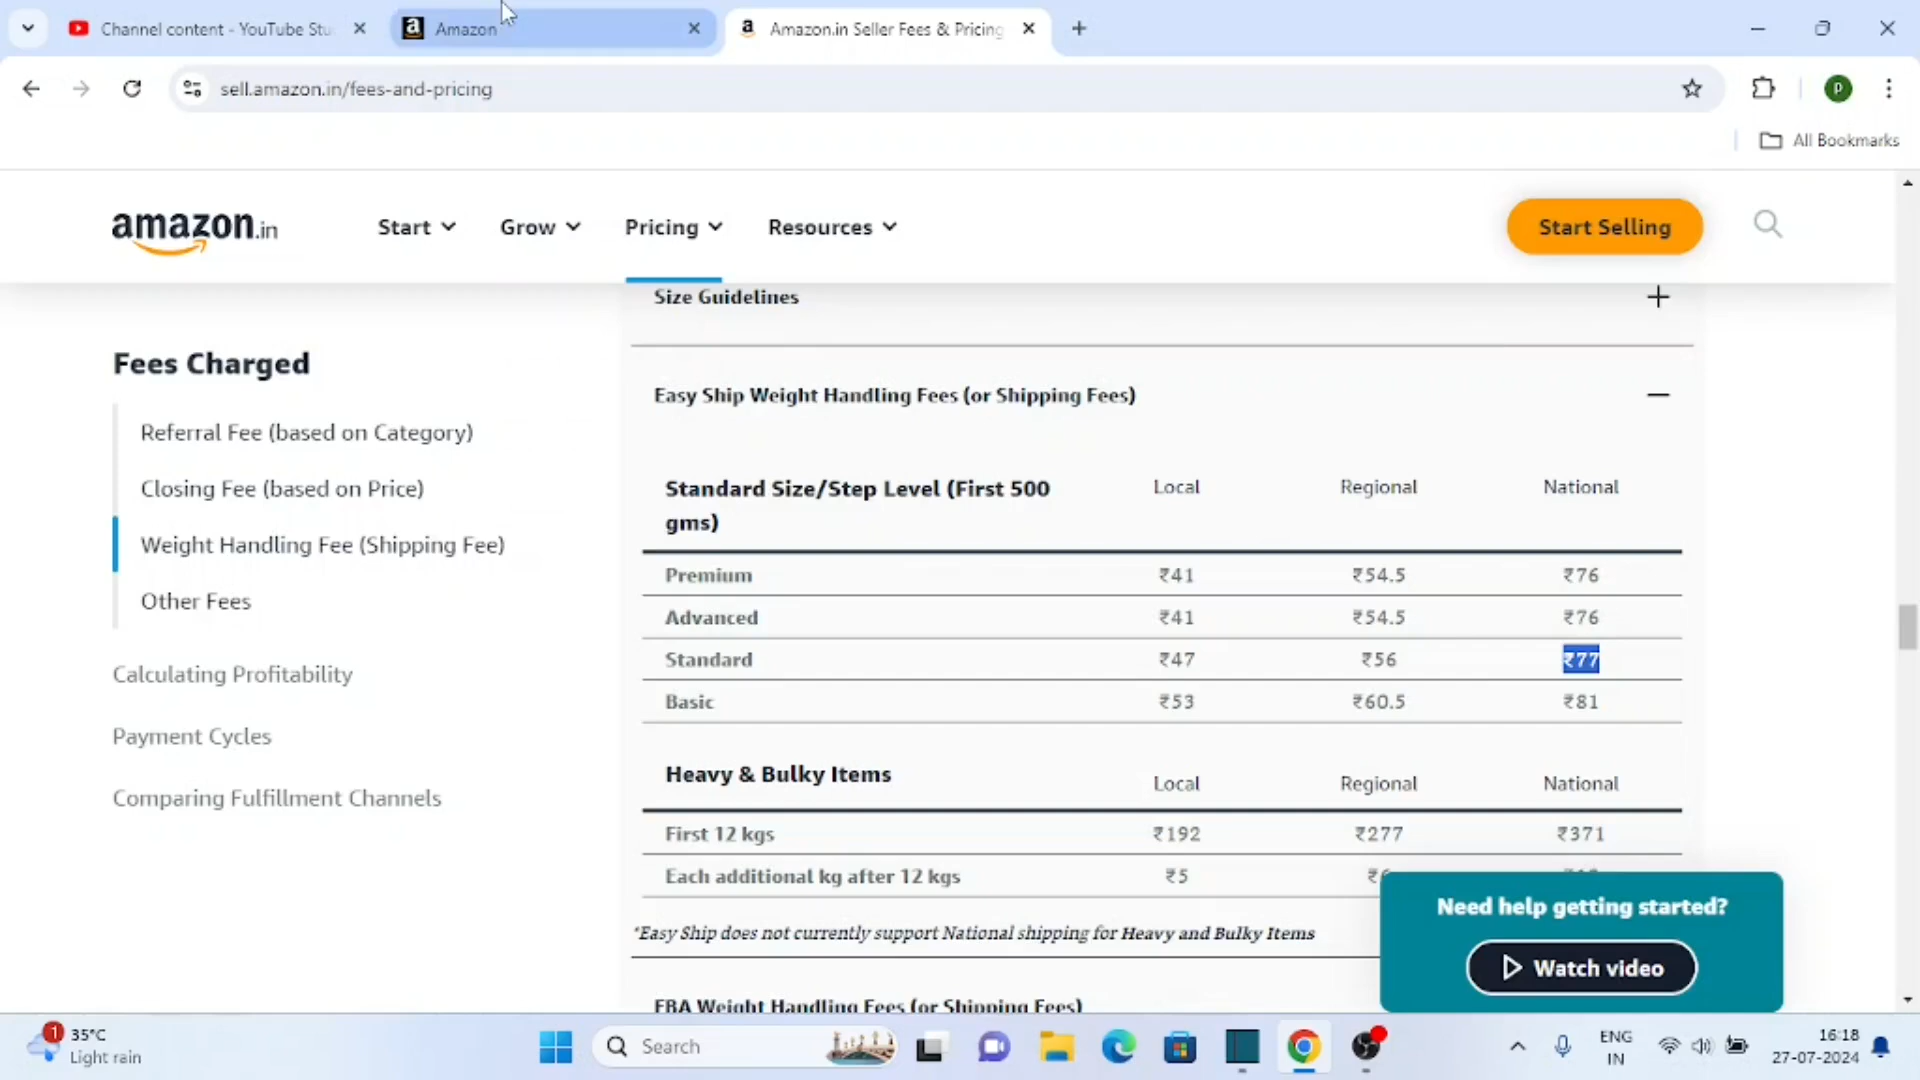 Channel content - YouTube Stu
Amazon
Amazon.in Seller Fees & Pricing
sell.amazon.in/fees-and-pricing
P
All Bookmarks
amazon.in
Start
Grow
Pricing
Resources
Start Selling
Size Guidelines
Fees Charged
Referral Fee (based on Category)
Closing Fee (based on Price)
Weight Handling Fee (Shipping Fee)
Other Fees
Calculating Profitability
Payment Cycles
Comparing Fulfillment Channels
Easy Ship Weight Handling Fees (or Shipping Fees)
Standard Size/Step Level (First 500 gms) Local Regional National
Premium ₹41 ₹54.5 ₹76
Advanced ₹41 ₹54.5 ₹76
Standard ₹47 ₹56 ₹77
Basic ₹53 ₹60.5 ₹81
Heavy & Bulky Items Local Regional National
First 12 kgs ₹192 ₹277 ₹371
Each additional kg after 12 kgs ₹5
*Easy Ship does not currently support National shipping for Heavy and Bulky Items
FBA Weight Handling Fees (or Shipping Fees)
Need help getting started?
Watch video
1
35°C
Light rain
Search
ENG
IN
16:18
27-07-2024